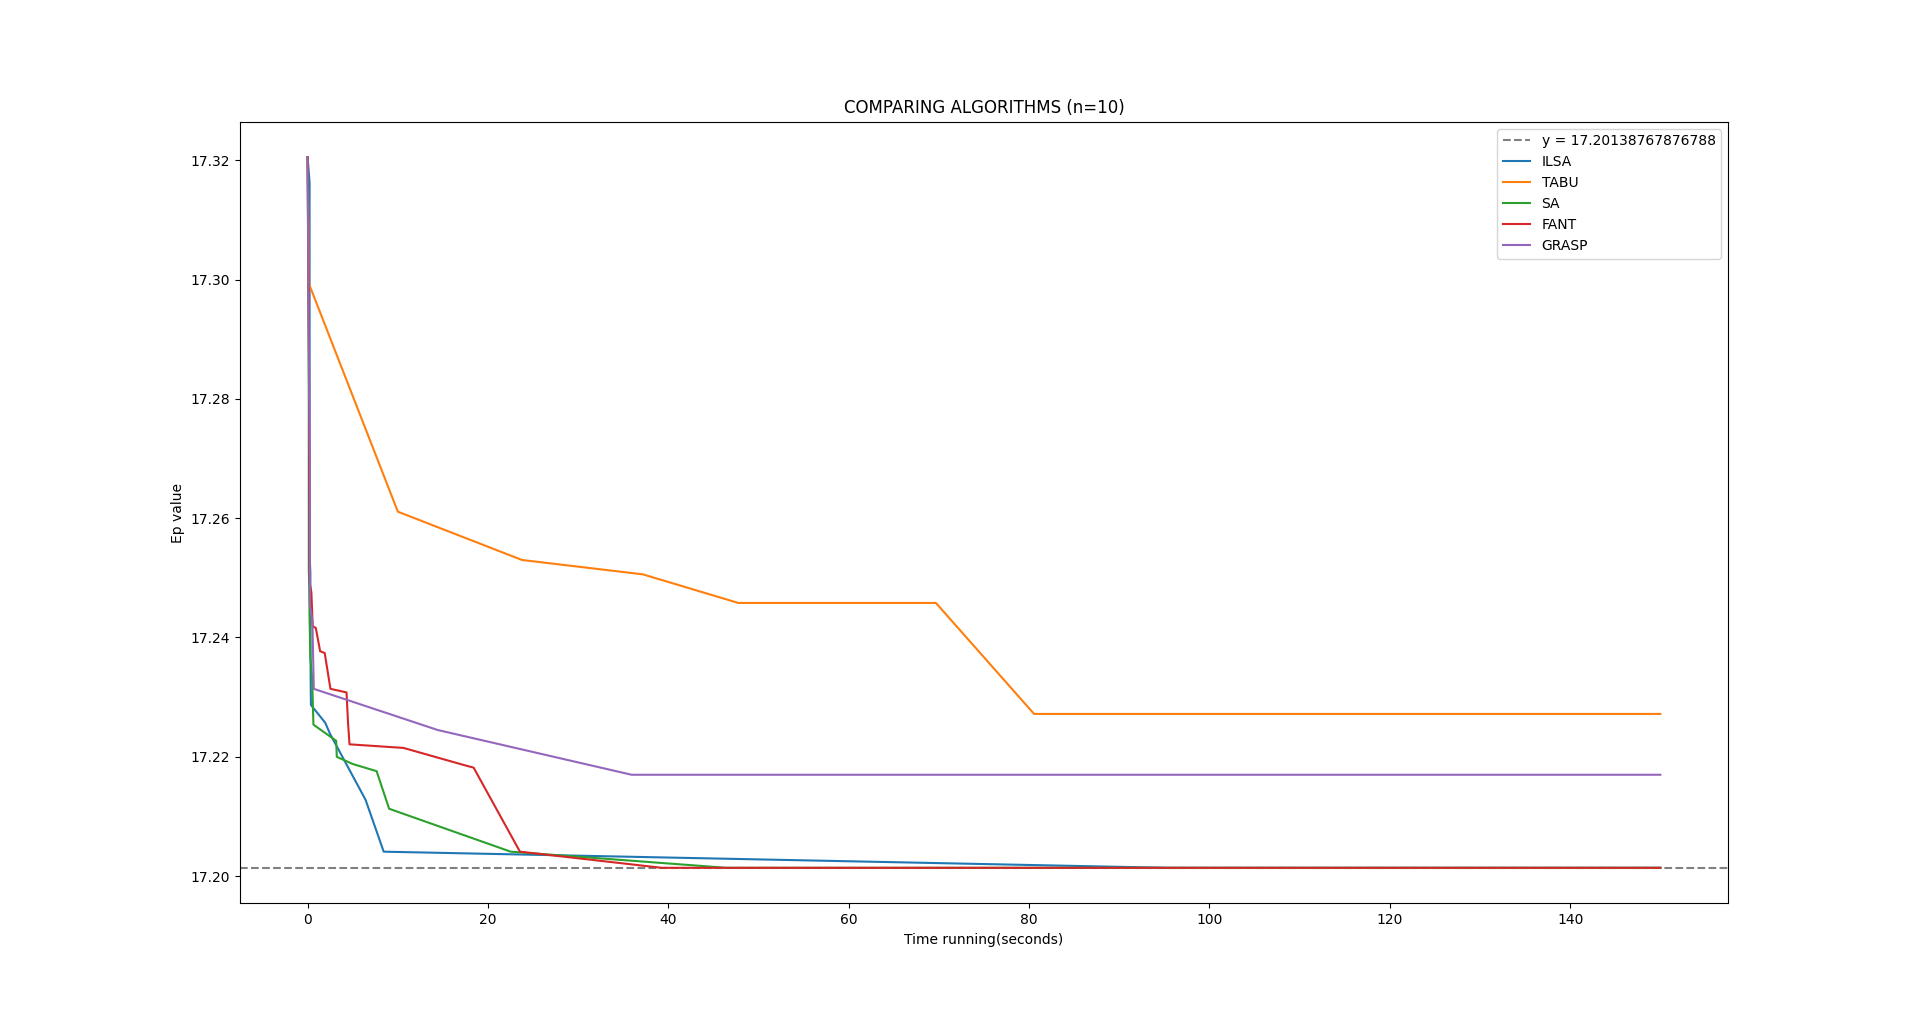 COMPARING ALGORITHMS (n=10)
y = 17.20138767876788
ILSA
TABU
SA
FANT
GRASP
17.32
17.30
17.28
17.26
17.24
17.22
17.20
Ep value
0 20 40 60 80 100 120 140
Time running(seconds)